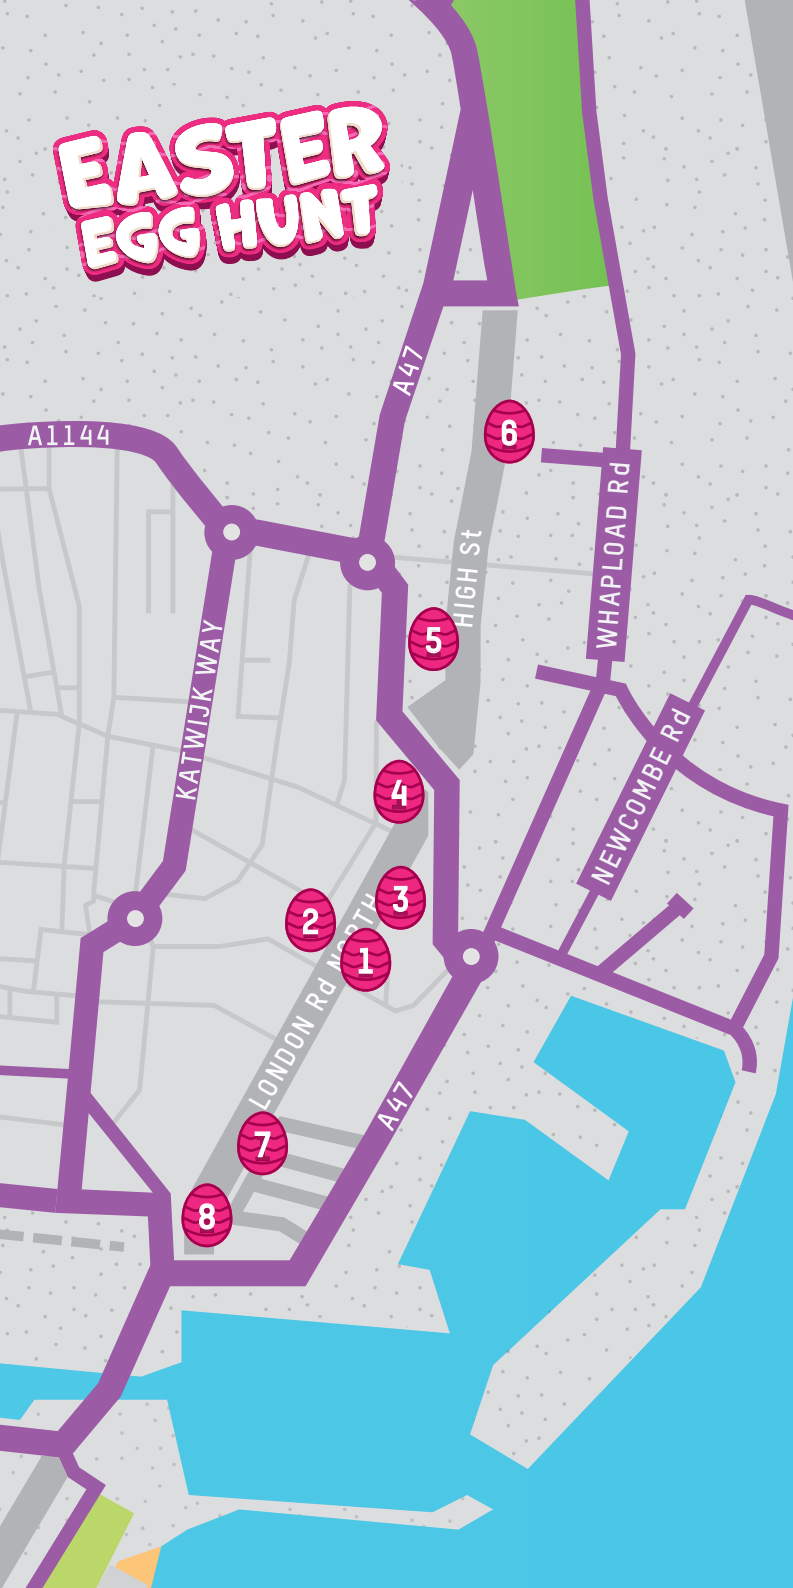 EASTER
EGG HUNT
A47
A1144
6
WHAPLOAD Rd
HIGH St
5
KATWIJK WAY
NEWCOMBE Rd
4
3
2
1
LONDON Rd NORTH
A47
7
8